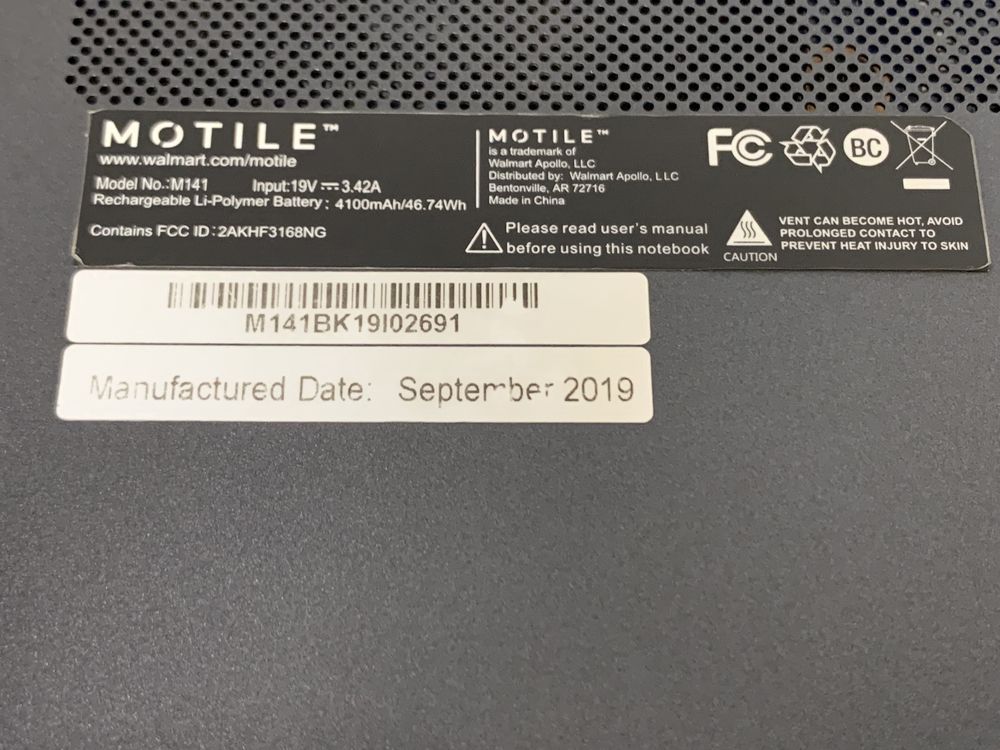 MOTILE™
www.walmart.com/motile
Model No.:M141 Input:19V⎓3.42A
Rechargeable Li-Polymer Battery: 4100mAh/46.74Wh
Contains FCC ID:2AKHF3168NG
MOTILE™
is a trademark of
Walmart Apollo, LLC
Distributed by: Walmart Apollo, LLC
Bentonville, AR 72716
Made in China
Please read user's manual
before using this notebook
FC
BC
CAUTION
VENT CAN BECOME HOT, AVOID
PROLONGED CONTACT TO
PREVENT HEAT INJURY TO SKIN
M141BK19I02691
Manufactured Date: September 2019